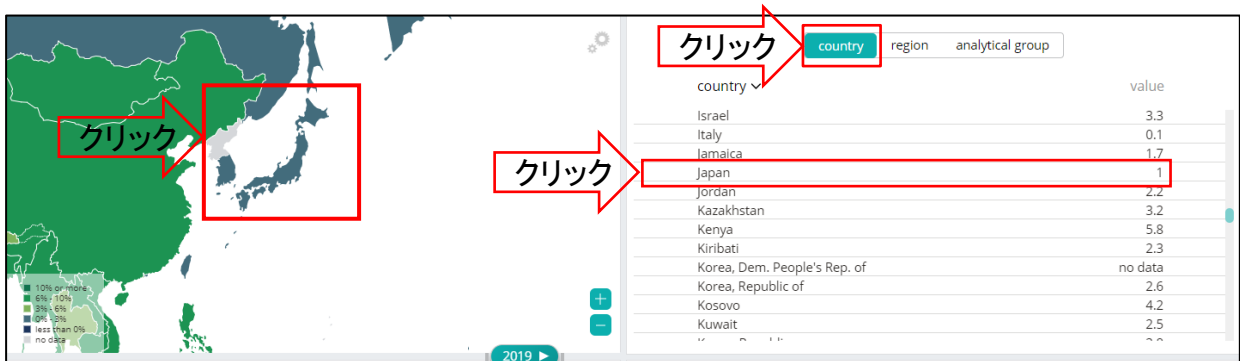 クリック
country region analytical group
country value
Israel 3.3
Italy 0.1
Jamaica 1.7
クリック
クリック
Japan 1
Jordan 2.2
Kazakhstan 3.2
Kenya 5.8
Kiribati 2.3
Korea, Dem. People's Rep. of no data
Korea, Republic of 2.6
Kosovo 4.2
Kuwait 2.5
10% or more
6% - 10%
3% - 6%
0% - 3%
less than 0%
no data
+
−
2019